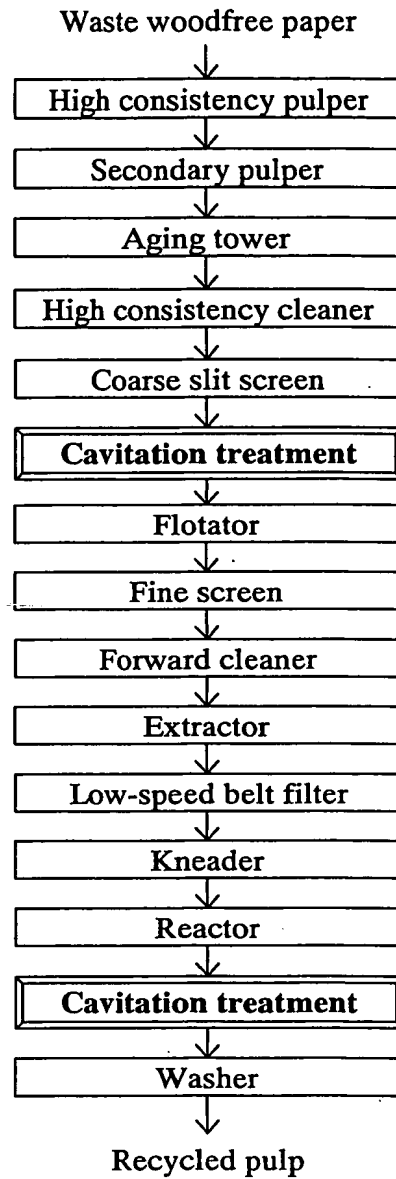 Waste woodfree paper
High consistency pulper
Secondary pulper
Aging tower
High consistency cleaner
Coarse slit screen
Cavitation treatment
Flotator
Fine screen
Forward cleaner
Extractor
Low-speed belt filter
Kneader
Reactor
Cavitation treatment
Washer
Recycled pulp